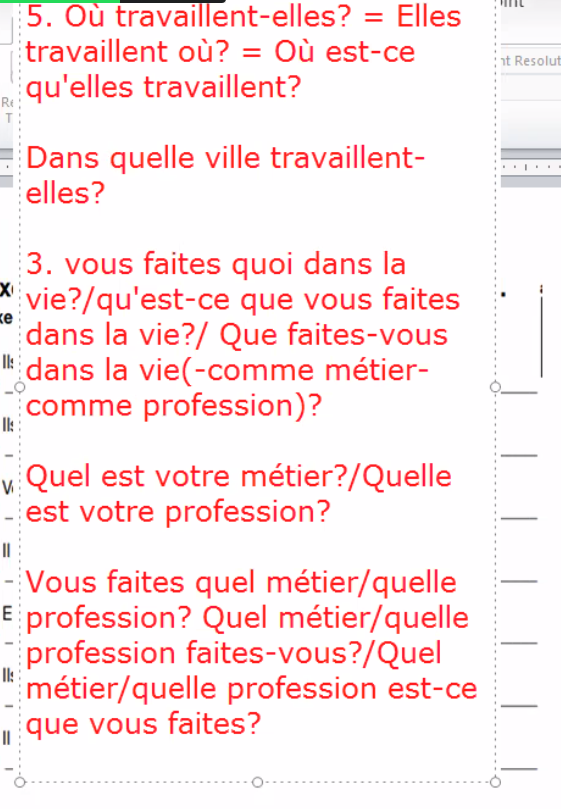 5. Où travaillent-elles? = Elles
travaillent où? = Où est-ce
qu'elles travaillent?
Dans quelle ville travaillent-
elles?
3. vous faites quoi dans la
vie?/qu'est-ce que vous faites
dans la vie?/ Que faites-vous
dans la vie(-comme métier-
comme profession)?
Quel est votre métier?/Quelle
est votre profession?
Vous faites quel métier/quelle
profession? Quel métier/quelle
profession faites-vous?/Quel
métier/quelle profession est-ce
que vous faites?